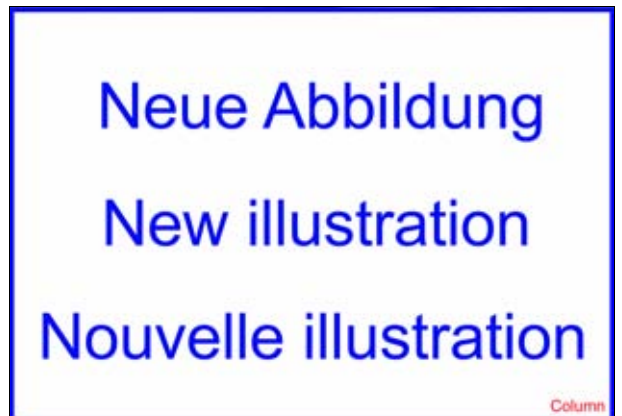 Neue Abbildung
New illustration
Nouvelle illustration
Column